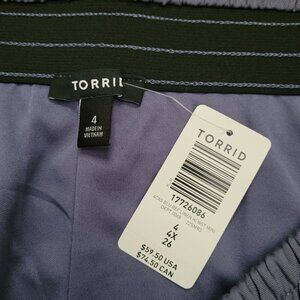 TORRID
4
MADE IN
VIETNAM
TORRID
17726086
4
4X
26
$59.50 USA
$74.50 CAN